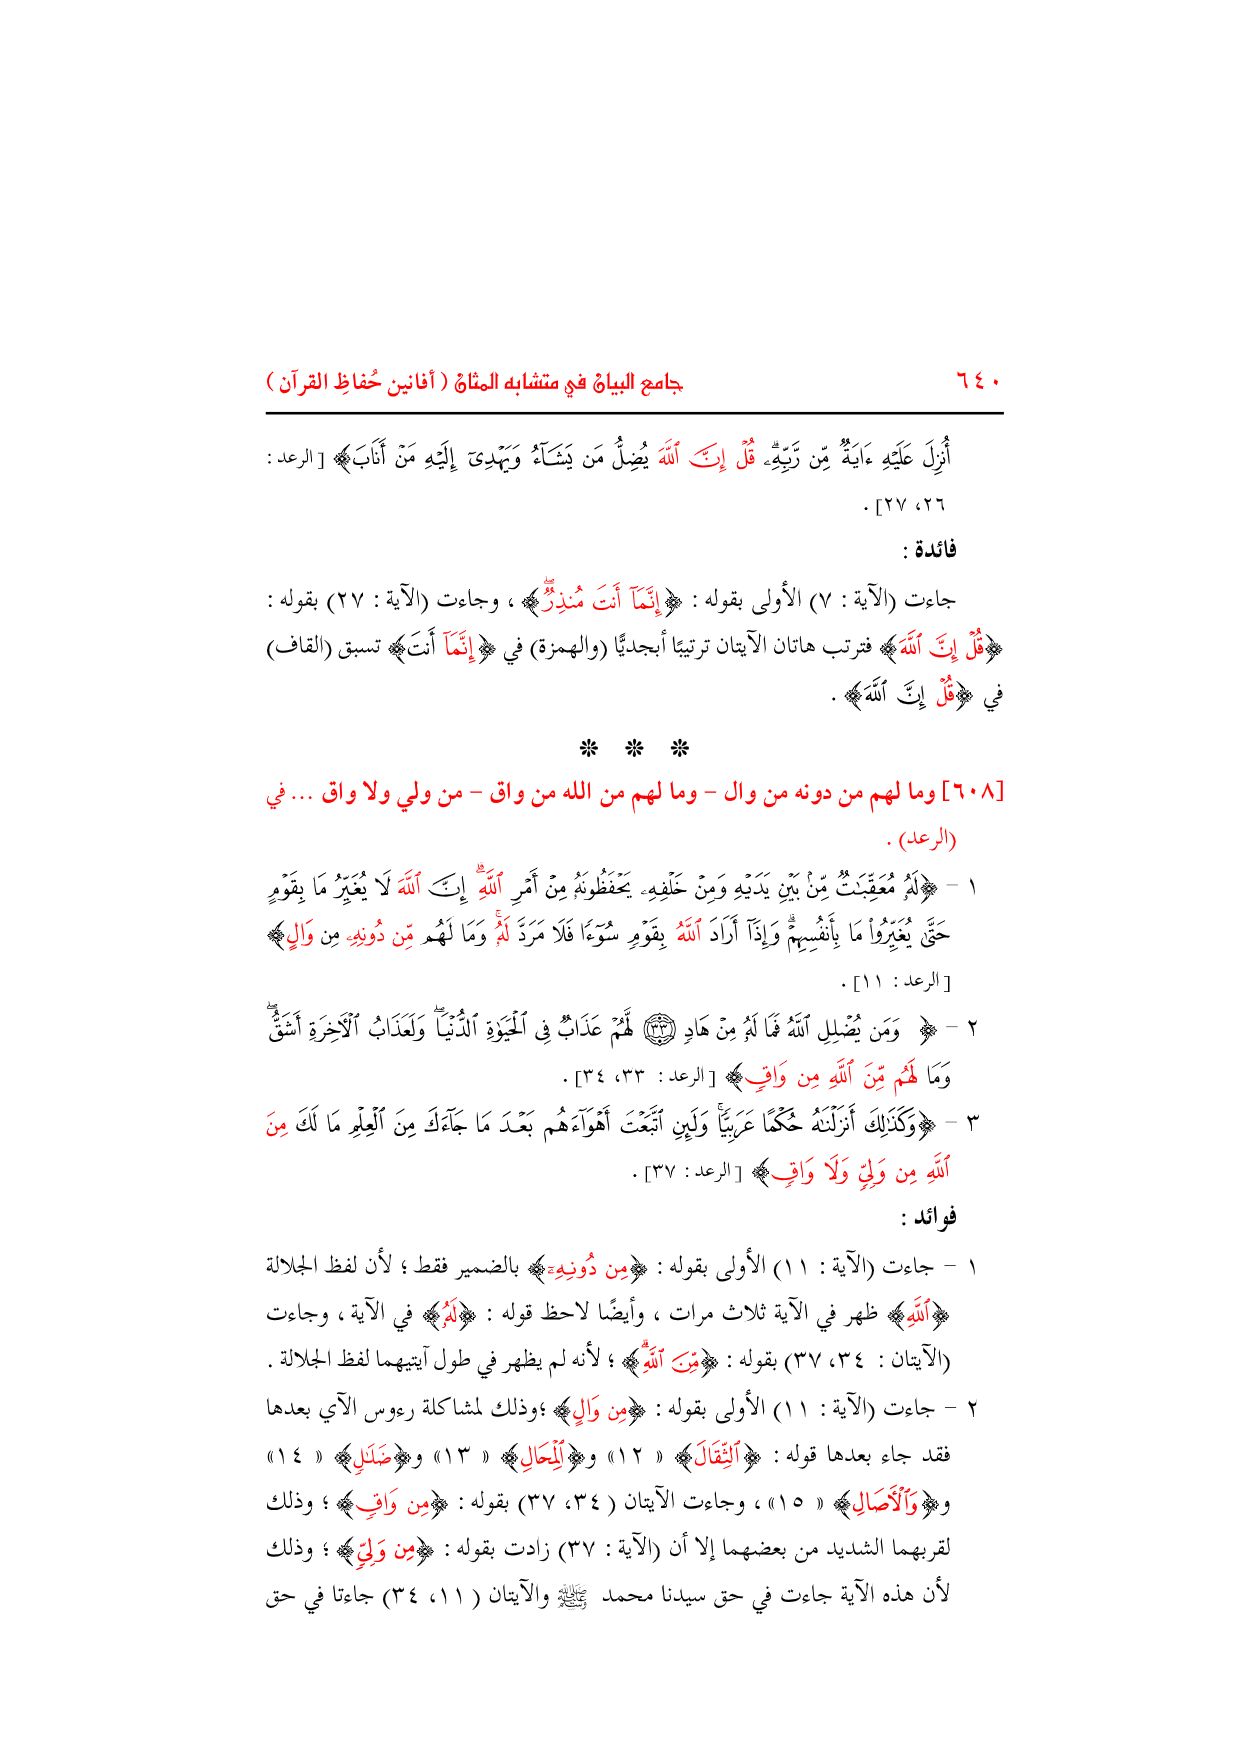 ٦٤٠ جامع البيان في متشابه المثان ( أفانين حُفاظِ القرآن )
أُنزِلَ عَلَيْهِ ءَايَةٌ مِّن رَّبِّهِۦۗ قُلْ إِنَّ ٱللَّهَ يُضِلُّ مَن يَشَآءُ وَيَهْدِىٓ إِلَيْهِ مَنْ أَنَابَ﴾ [الرعد :
٢٦، ٢٧] .
فائدة :
جاءت (الآية : ٧) الأولى بقوله : ﴿إِنَّمَآ أَنتَ مُنذِرٌۖ﴾ ، وجاءت (الآية : ٢٧) بقوله :
﴿قُلْ إِنَّ ٱللَّهَ﴾ فترتب هاتان الآيتان ترتيبًا أبجديًّا (والهمزة) في ﴿إِنَّمَآ أَنتَ﴾ تسبق (القاف)
في ﴿قُلْ إِنَّ ٱللَّهَ﴾ .
❊ ❊ ❊
[٦٠٨] وما لهم من دونه من وال – وما لهم من الله من واق – من ولي ولا واق ... في
(الرعد) .
١ – ﴿لَهُۥ مُعَقِّبَٰتٌ مِّنۢ بَيْنِ يَدَيْهِ وَمِنْ خَلْفِهِۦ يَحْفَظُونَهُۥ مِنْ أَمْرِ ٱللَّهِۗ إِنَّ ٱللَّهَ لَا يُغَيِّرُ مَا بِقَوْمٍ
حَتَّىٰ يُغَيِّرُوا۟ مَا بِأَنفُسِهِمْۗ وَإِذَآ أَرَادَ ٱللَّهُ بِقَوْمٍ سُوٓءًا فَلَا مَرَدَّ لَهُۥۚ وَمَا لَهُم مِّن دُونِهِۦ مِن وَالٍ﴾
[الرعد : ١١] .
٢ – ﴿ وَمَن يُضْلِلِ ٱللَّهُ فَمَا لَهُۥ مِنْ هَادٍ ۝٣٣ لَّهُمْ عَذَابٌ فِى ٱلْحَيَوٰةِ ٱلدُّنْيَاۖ وَلَعَذَابُ ٱلْـَٔاخِرَةِ أَشَقُّۖ
وَمَا لَهُم مِّنَ ٱللَّهِ مِن وَاقٍ﴾ [الرعد : ٣٣، ٣٤] .
٣ – ﴿وَكَذَٰلِكَ أَنزَلْنَٰهُ حُكْمًا عَرَبِيًّاۚ وَلَئِنِ ٱتَّبَعْتَ أَهْوَآءَهُم بَعْدَ مَا جَآءَكَ مِنَ ٱلْعِلْمِ مَا لَكَ مِنَ
ٱللَّهِ مِن وَلِىٍّ وَلَا وَاقٍ﴾ [الرعد : ٣٧] .
فوائد :
١ – جاءت (الآية : ١١) الأولى بقوله : ﴿مِن دُونِهِۦٓ﴾ بالضمير فقط ؛ لأن لفظ الجلالة
﴿ٱللَّهِ﴾ ظهر في الآية ثلاث مرات ، وأيضًا لاحظ قوله : ﴿لَهُۥ﴾ في الآية ، وجاءت
(الآيتان : ٣٤، ٣٧) بقوله : ﴿مِّنَ ٱللَّهِۗ﴾ ؛ لأنه لم يظهر في طول آيتيهما لفظ الجلالة .
٢ – جاءت (الآية : ١١) الأولى بقوله : ﴿مِن وَالٍ﴾ ؛وذلك لمشاكلة رءوس الآي بعدها
فقد جاء بعدها قوله : ﴿ٱلثِّقَالَ﴾ « ١٢» و﴿ٱلْمِحَالِ﴾ « ١٣» و﴿ضَلَٰلٍ﴾ « ١٤»
و﴿وَٱلْـَٔاصَالِ﴾ « ١٥» ، وجاءت الآيتان (٣٤، ٣٧) بقوله : ﴿مِن وَاقٍ﴾ ؛ وذلك
لقربهما الشديد من بعضهما إلا أن (الآية : ٣٧) زادت بقوله : ﴿مِن وَلِىٍّ﴾ ؛ وذلك
لأن هذه الآية جاءت في حق سيدنا محمد ﷺ والآيتان (١١، ٣٤) جاءتا في حق